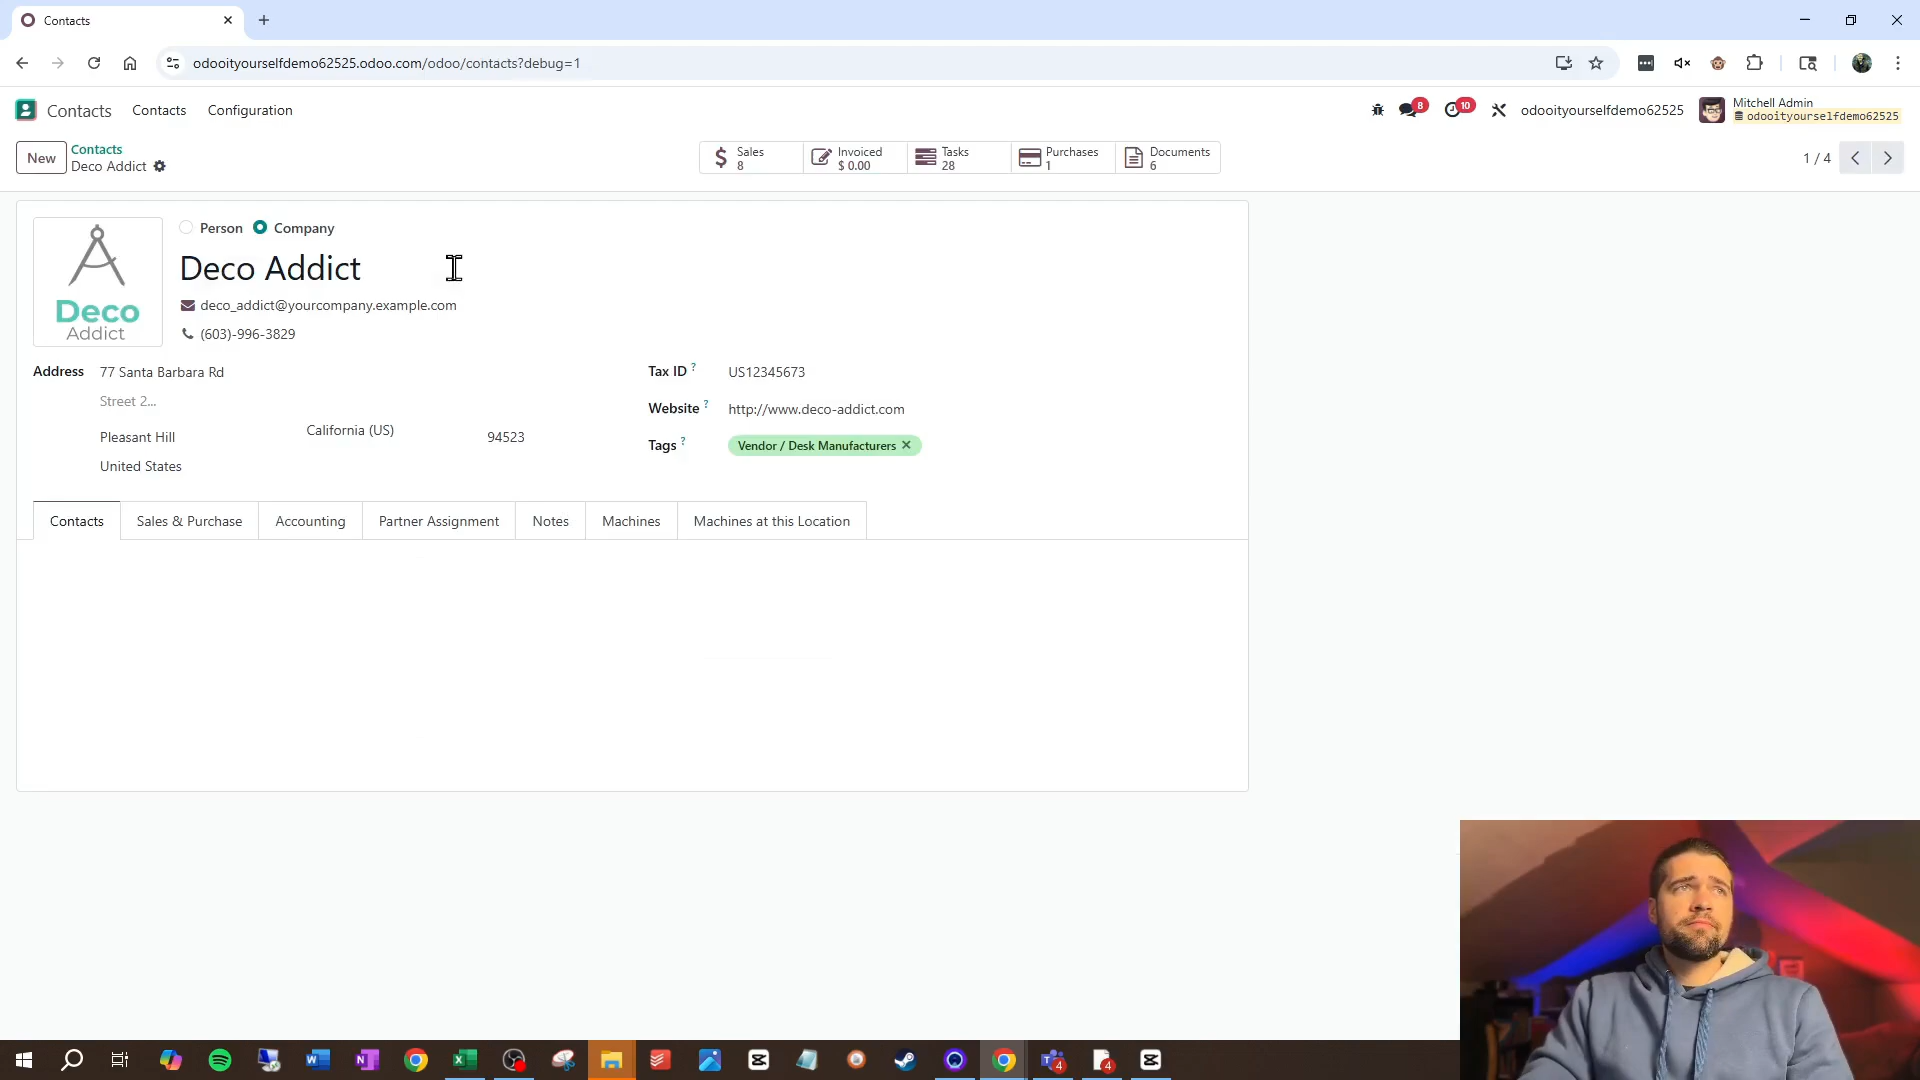 Contacts
odooityourselfdemo62525.odoo.com/odoo/contacts?debug=1
Contacts Contacts Configuration
8 10 odooityourselfdemo62525 Mitchell Admin
odooityourselfdemo62525
New Contacts
Deco Addict
Sales
8
Invoiced
$ 0.00
Tasks
28
Purchases
1
Documents
6
1 / 4
Deco
Addict
Person Company
Deco Addict
deco_addict@yourcompany.example.com
(603)-996-3829
Address 77 Santa Barbara Rd
Street 2...
Pleasant Hill California (US) 94523
United States
Tax ID ? US12345673
Website ? http://www.deco-addict.com
Tags ? Vendor / Desk Manufacturers
Contacts Sales & Purchase Accounting Partner Assignment Notes Machines Machines at this Location
4 4